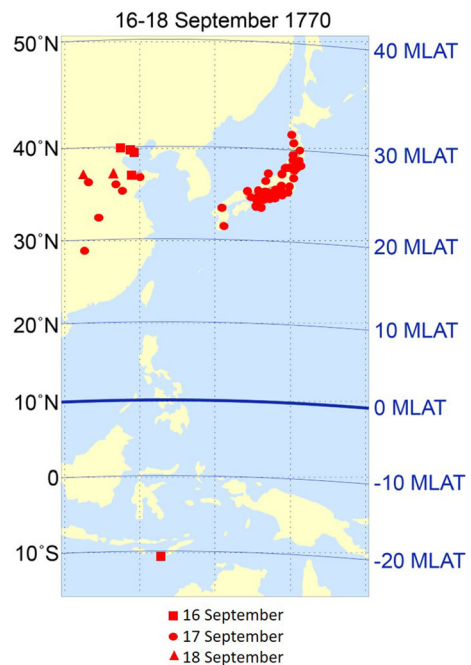 16-18 September 1770
50°N
40 MLAT
40°N
30 MLAT
30°N
20 MLAT
20°N
10 MLAT
10°N
0 MLAT
0
-10 MLAT
10°S
-20 MLAT
16 September
17 September
18 September